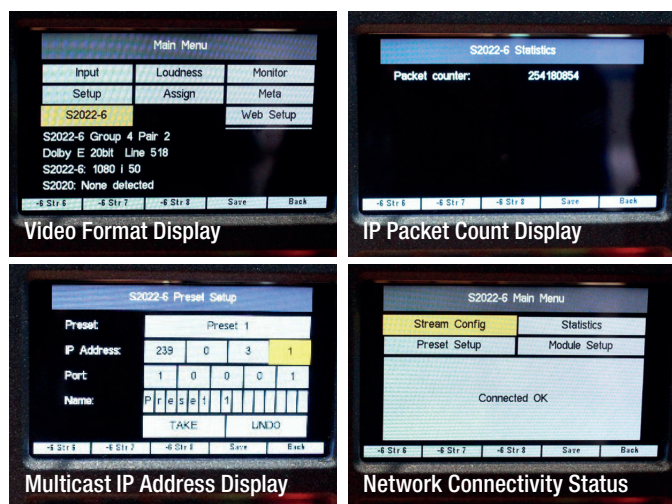 Main Menu
Input Loudness Monitor
Setup Assign Meta
S2022-6 Web Setup
S2022-6 Group 4 Pair 2
Dolby E 20bit Line 518
S2022-6: 1080 i 50
S2020: None detected
-6 Str 6 -6 Str 7 -6 Str 8 Save Back
Video Format Display
S2022-6 Statistics
Packet counter: 254180854
-6 Str 6 -6 Str 7 -6 Str 8 Save Back
IP Packet Count Display
S2022-6 Preset Setup
Preset: Preset 1
IP Address: 239 0 3 1
Port: 1 0 0 0 1
Name: Preset 1
TAKE UNDO
-6 Str 6 -6 Str 7 -6 Str 8 Save Back
Multicast IP Address Display
S2022-6 Main Menu
Stream Config Statistics
Preset Setup Module Setup
Connected OK
-6 Str 6 -6 Str 7 -6 Str 8 Save Back
Network Connectivity Status